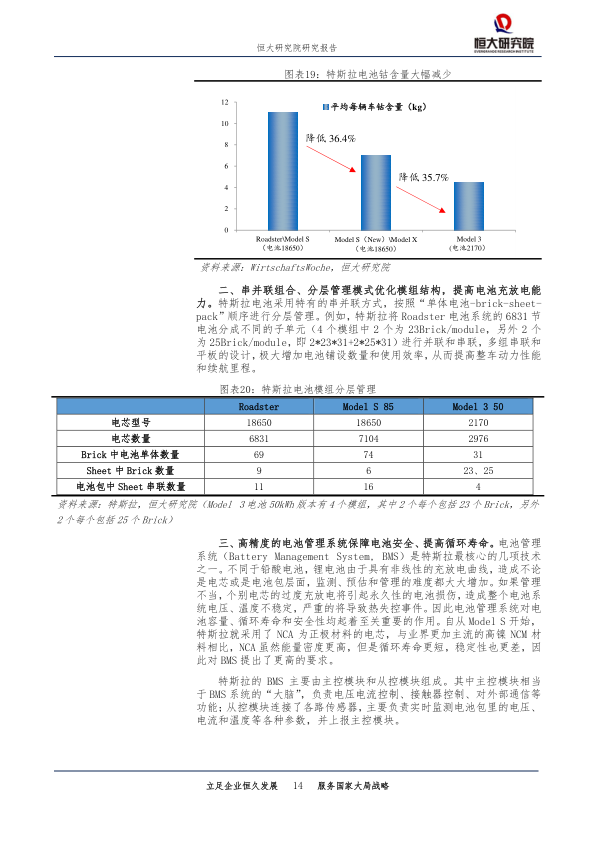 恒大研究院研究报告
恒大研究院
EVERGRANDE RESEARCH INSTITUTE
图表19：特斯拉电池钴含量大幅减少
平均每辆车钴含量（kg）
12
10
8
6
4
2
0
降低 36.4%
降低 35.7%
Roadster\Model S
（电池18650）
Model S（New）\Model X
（电池18650）
Model 3
（电池2170）
资料来源：WirtschaftsWoche，恒大研究院
二、串并联组合、分层管理模式优化模组结构，提高电池充放电能
力。特斯拉电池采用特有的串并联方式，按照“单体电池-brick-sheet-
pack”顺序进行分层管理。例如，特斯拉将 Roadster 电池系统的 6831 节
电池分成不同的子单元（4 个模组中 2 个为 23Brick/module，另外 2 个
为 25Brick/module，即 2*23*31+2*25*31）进行并联和串联，多组串联和
平板的设计，极大增加电池铺设数量和使用效率，从而提高整车动力性能
和续航里程。
图表20：特斯拉电池模组分层管理
Roadster Model S 85 Model 3 50
电芯型号 18650 18650 2170
电芯数量 6831 7104 2976
Brick 中电池单体数量 69 74 31
Sheet 中 Brick 数量 9 6 23、25
电池包中 Sheet 串联数量 11 16 4
资料来源：特斯拉，恒大研究院（Model 3 电池 50kWh 版本有 4 个模组，其中 2 个每个包括 23 个 Brick，另外
2 个每个包括 25 个 Brick）
三、高精度的电池管理系统保障电池安全、提高循环寿命。电池管理
系统（Battery Management System, BMS）是特斯拉最核心的几项技术
之一。不同于铅酸电池，锂电池由于具有非线性的充放电曲线，造成不论
是电芯或是电池包层面，监测、预估和管理的难度都大大增加。如果管理
不当，个别电芯的过度充放电将引起永久性的电池损伤，造成整个电池系
统电压、温度不稳定，严重的将导致热失控事件。因此电池管理系统对电
池容量、循环寿命和安全性均起着至关重要的作用。自从 Model S 开始，
特斯拉就采用了 NCA 为正极材料的电芯，与业界更加主流的高镍 NCM 材
料相比，NCA 虽然能量密度更高，但是循环寿命更短，稳定性也更差，因
此对 BMS 提出了更高的要求。
特斯拉的 BMS 主要由主控模块和从控模块组成。其中主控模块相当
于 BMS 系统的“大脑”，负责电压电流控制、接触器控制、对外部通信等
功能；从控模块连接了各路传感器，主要负责实时监测电池包里的电压、
电流和温度等各种参数，并上报主控模块。
立足企业恒久发展 14 服务国家大局战略